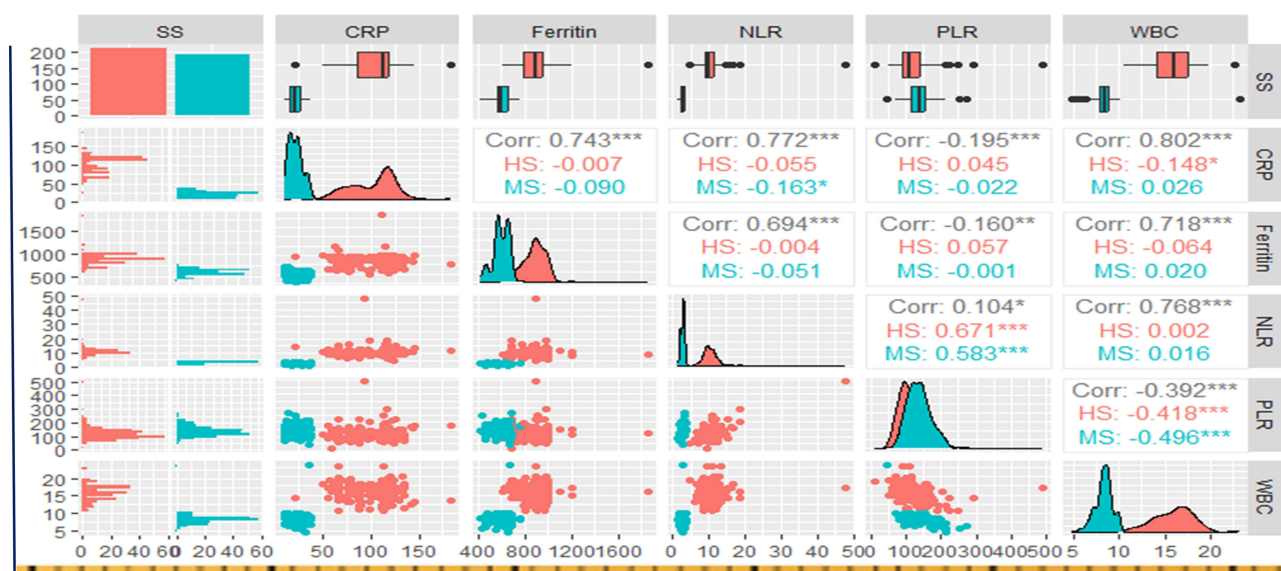 SS CRP Ferritin NLR PLR WBC
200
150
100
50
0
SS
150
100
50
0
Corr: 0.743*** Corr: 0.772*** Corr: -0.195*** Corr: 0.802***
HS: -0.007 HS: -0.055 HS: 0.045 HS: -0.148*
MS: -0.090 MS: -0.163* MS: -0.022 MS: 0.026
CRP
1500
1000
500
Corr: 0.694*** Corr: -0.160** Corr: 0.718***
HS: -0.004 HS: 0.057 HS: -0.064
MS: -0.051 MS: -0.001 MS: 0.020
Ferritin
50
40
30
20
10
0
Corr: 0.104* Corr: 0.768***
HS: 0.671*** HS: 0.002
MS: 0.583*** MS: 0.016
NLR
500
400
300
200
100
0
Corr: -0.392***
HS: -0.418***
MS: -0.496***
PLR
20
15
10
5
WBC
0 20 40 60 0 20 40 60 50 100 150 400 800 1200 1600 0 10 20 30 40 50 0 100 200 300 400 500 5 10 15 20